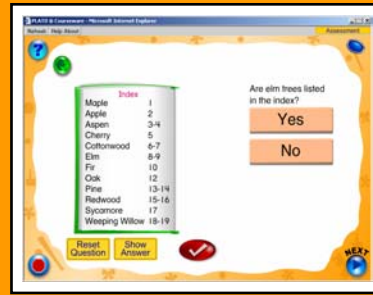 PLATO ® Courseware - Microsoft Internet Explorer
Refresh Help About
Assessment
?
Index
Maple 1
Apple 2
Aspen 3-4
Cherry 5
Cottonwood 6-7
Elm 8-9
Fir 10
Oak 12
Pine 13-14
Redwood 15-16
Sycamore 17
Weeping Willow 18-19
Are elm trees listed
in the index?
Yes
No
Reset
Question
Show
Answer
NEXT